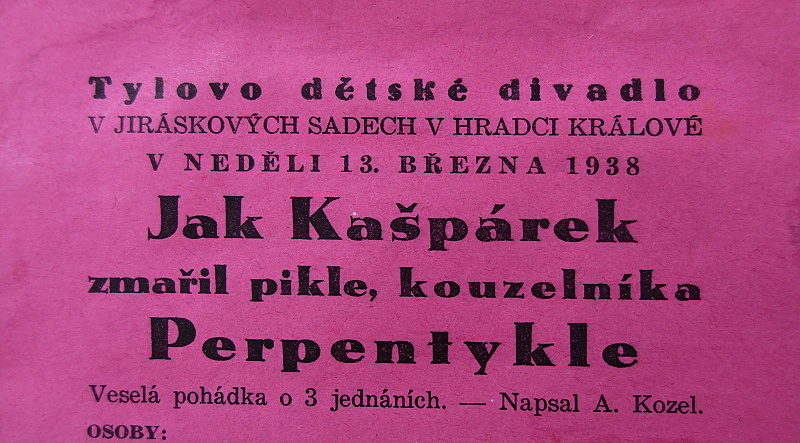 Tylovo dětské divadlo
V JIRÁSKOVÝCH SADECH V HRADCI KRÁLOVÉ
V NEDĚLI 13. BŘEZNA 1938
Jak Kašpárek
zmařil pikle, kouzelníka
Perpentykle
Veselá pohádka o 3 jednáních. — Napsal A. Kozel.
OSOBY: